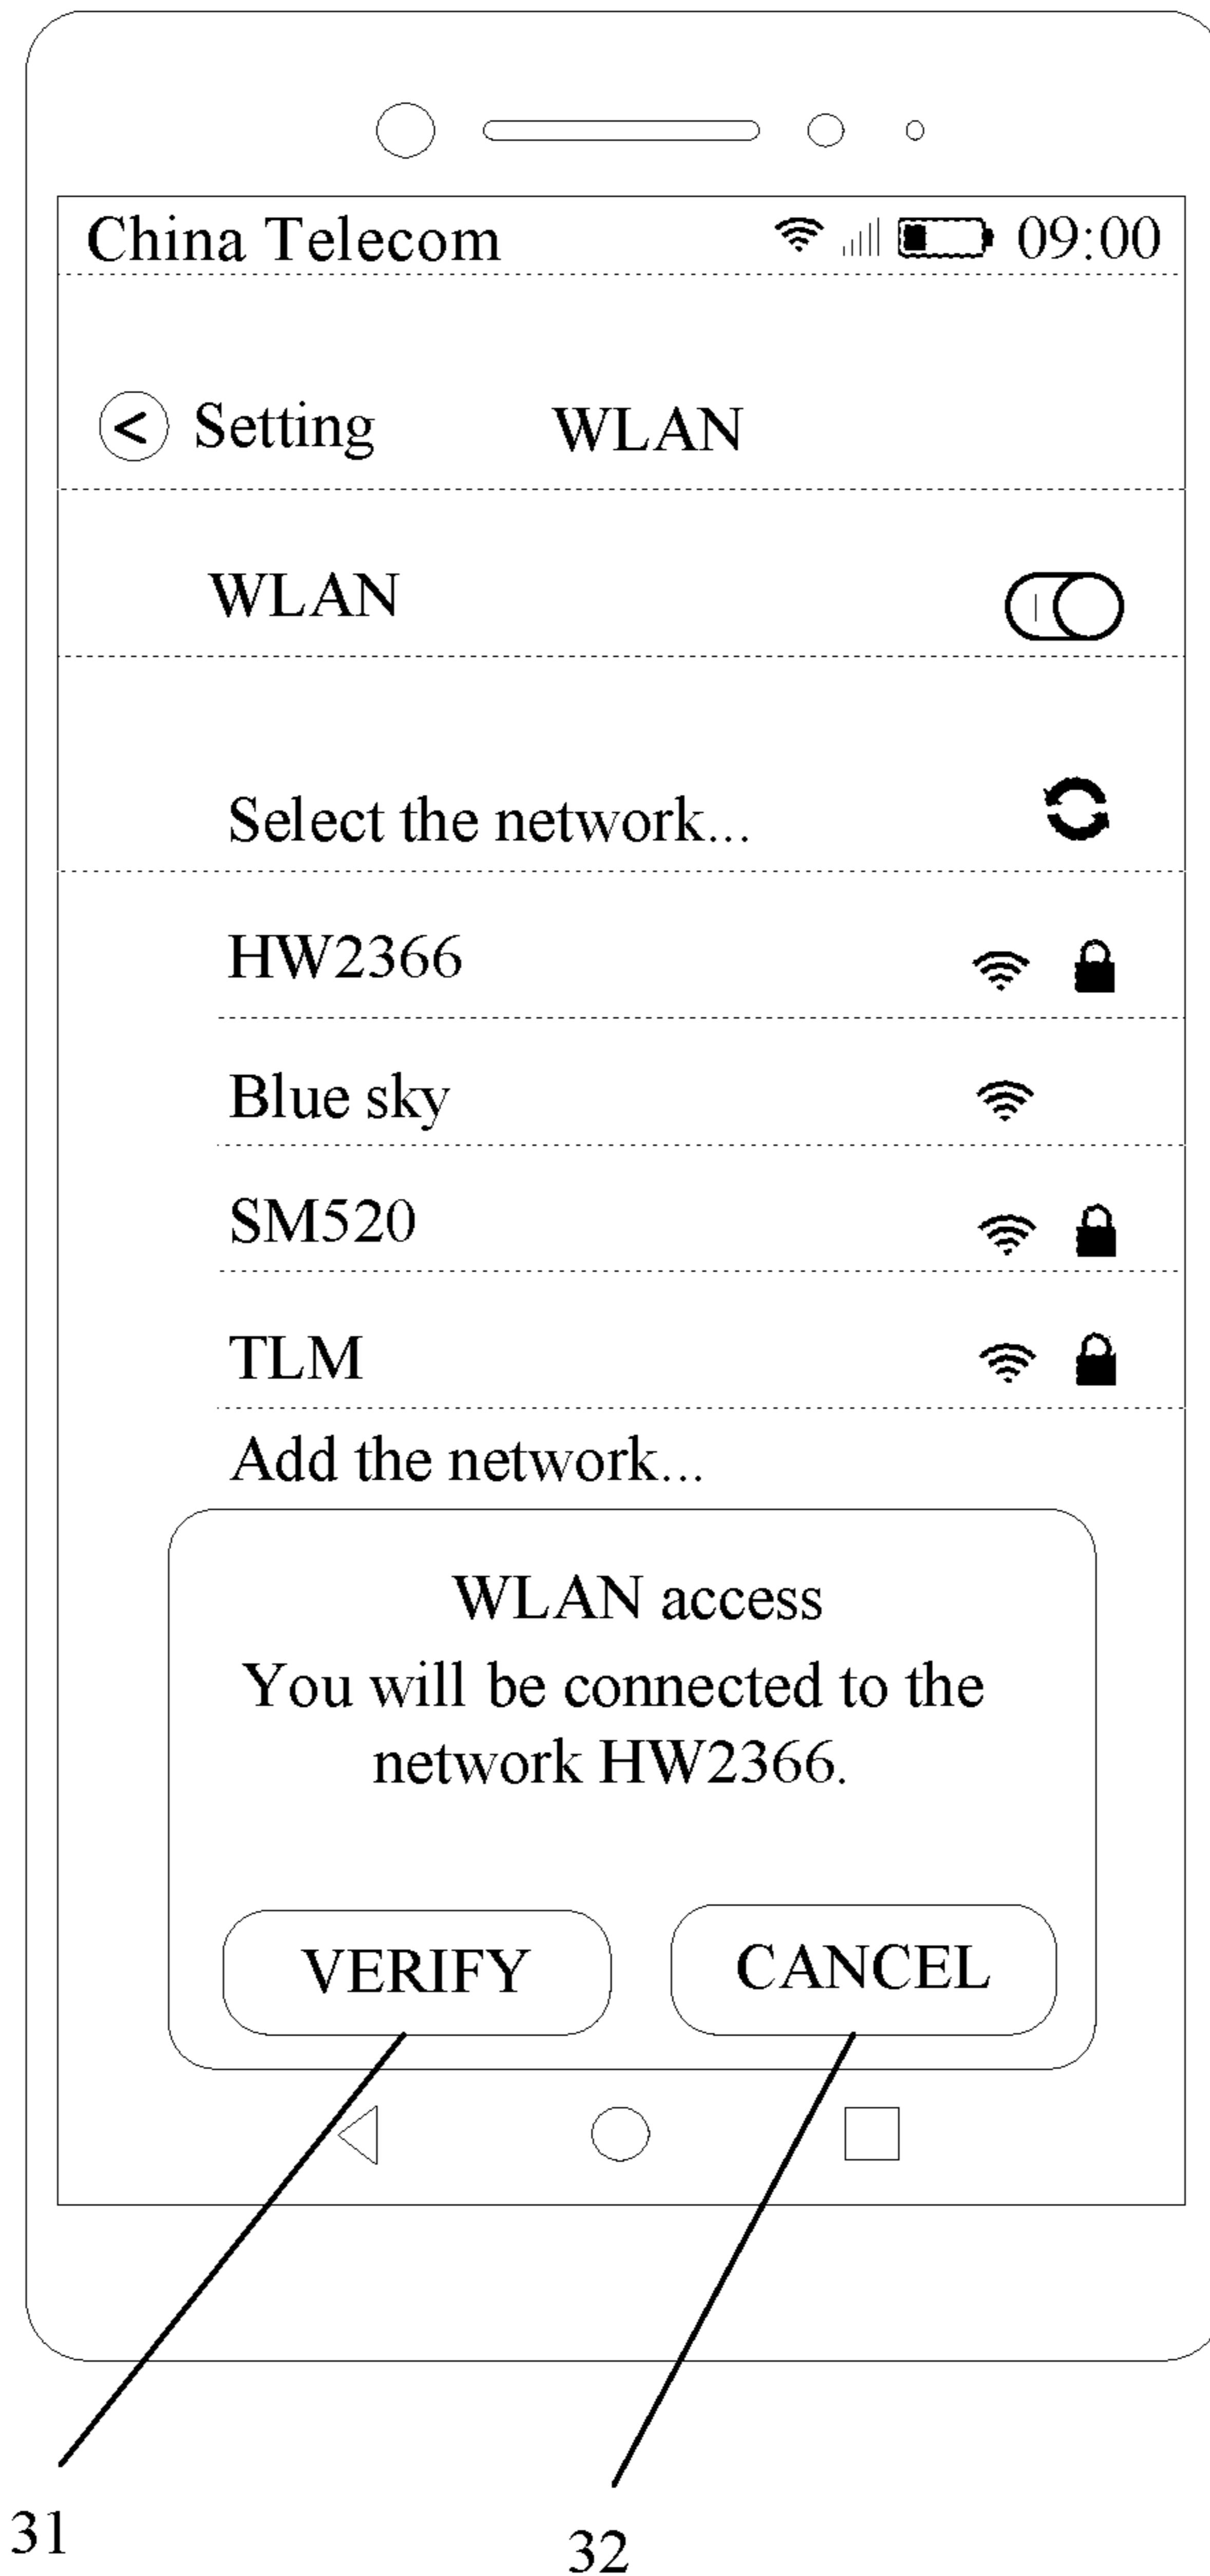 China Telecom 09:00
< Setting WLAN
WLAN
Select the network...
HW2366
Blue sky
SM520
TLM
Add the network...
WLAN access
You will be connected to the
network HW2366.
VERIFY CANCEL
31 32